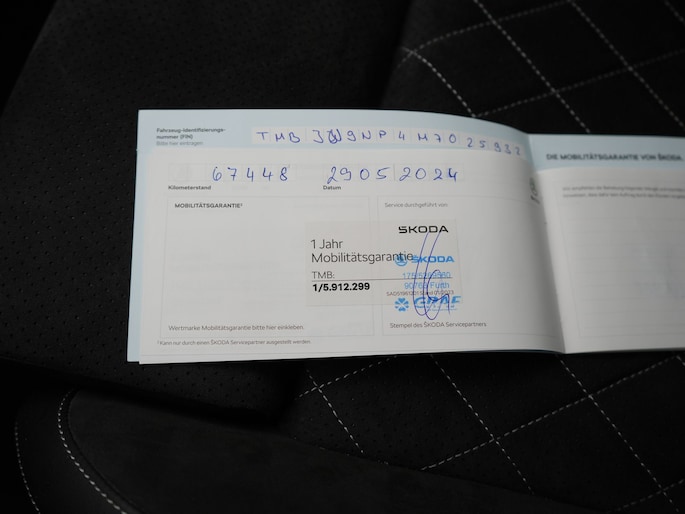 Fahrzeug-Identifizierungs-
nummer (FIN)
Bitte hier eintragen.
67448 29052024
Kilometerstand Datum
MOBILITÄTSGARANTIE¹
Service durchgeführt von:
ŠKODA
1 Jahr
Mobilitätsgarantie
ŠKODA
TMB:
1/5.912.299
90765 Fürth
GRAF
Wertmarke Mobilitätsgarantie bitte hier einkleben.
Stempel des ŠKODA Servicepartners
¹ Kann nur durch einen ŠKODA Servicepartner ausgestellt werden.
DIE MOBILITÄTSGARANTIE VON ŠKODA